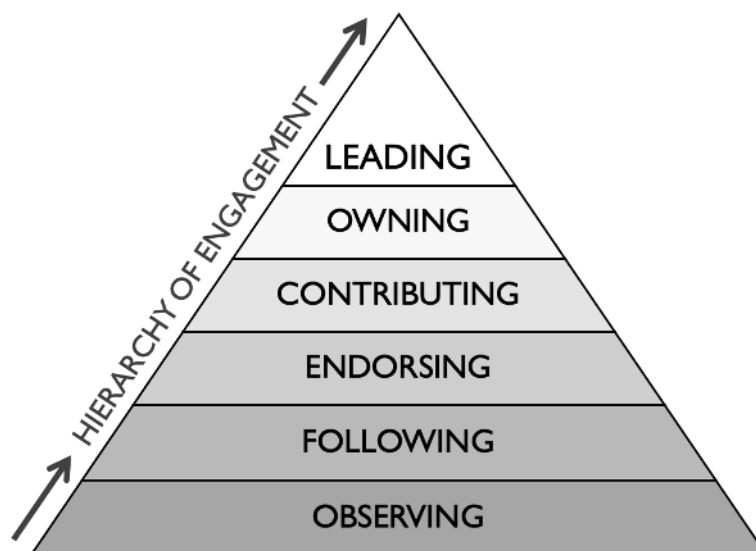 HIERARCHY OF ENGAGEMENT
LEADING
OWNING
CONTRIBUTING
ENDORSING
FOLLOWING
OBSERVING